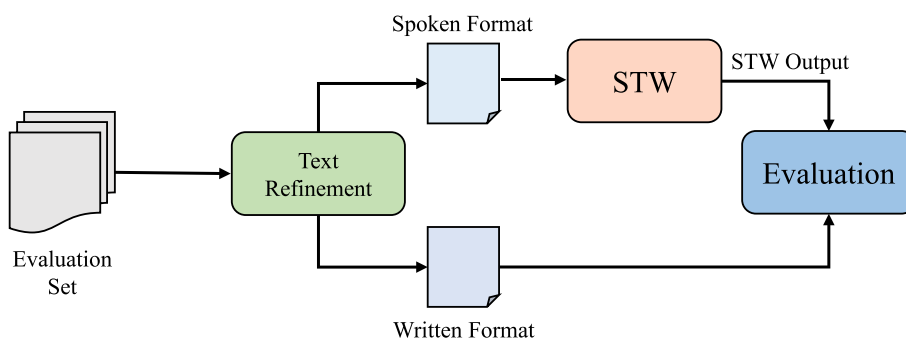 Spoken Format
STW
STW Output
Text
Refinement
Evaluation
Evaluation
Set
Written Format